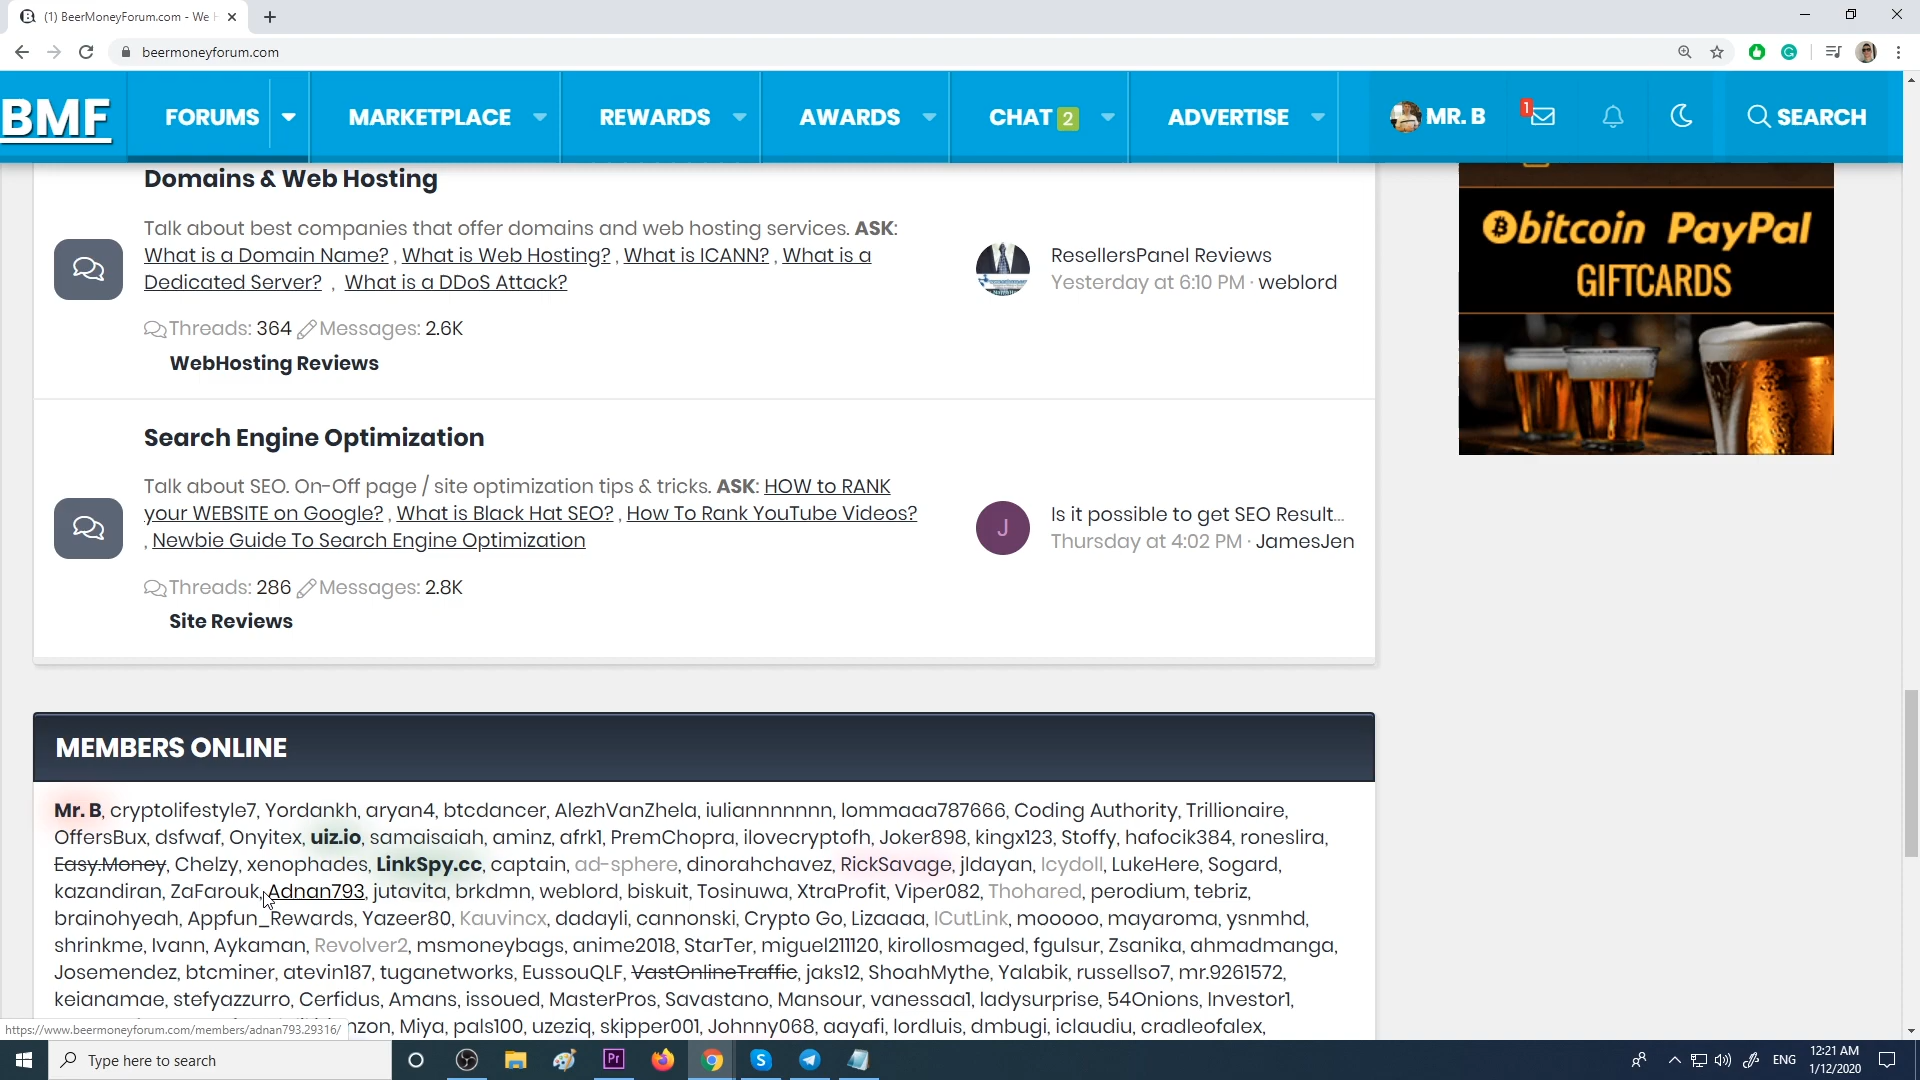 (1) BeerMoneyForum.com - We H
beermoneyforum.com
BMF FORUMS MARKETPLACE REWARDS AWARDS CHAT 2 ADVERTISE MR. B 1 SEARCH
Domains & Web Hosting
Talk about best companies that offer domains and web hosting services. ASK:
What is a Domain Name? , What is Web Hosting? , What is ICANN? , What is a
Dedicated Server? , What is a DDoS Attack?
ResellersPanel Reviews
Yesterday at 6:10 PM · weblord
Threads: 364 Messages: 2.6K
WebHosting Reviews
bitcoin PayPal
GIFTCARDS
Search Engine Optimization
Talk about SEO. On-Off page / site optimization tips & tricks. ASK: HOW to RANK
your WEBSITE on Google? , What is Black Hat SEO? , How To Rank YouTube Videos?
, Newbie Guide To Search Engine Optimization
J
Is it possible to get SEO Result...
Thursday at 4:02 PM · JamesJen
Threads: 286 Messages: 2.8K
Site Reviews
MEMBERS ONLINE
Mr. B, cryptolifestyle7, Yordankh, aryan4, btcdancer, AlezhVanZhela, iuliannnnnnn, lommaaa787666, Coding Authority, Trillionaire,
OffersBux, dsfwaf, Onyitex, uiz.io, samaisaiah, aminz, afrk1, PremChopra, ilovecryptofh, Joker898, kingx123, Stoffy, hafocik384, roneslira,
Easy.Money, Chelzy, xenophades, LinkSpy.cc, captain, ad-sphere, dinorahchavez, RickSavage, jldayan, Icydoll, LukeHere, Sogard,
kazandiran, ZaFarouk, Adnan793, jutavita, brkdmn, weblord, biskuit, Tosinuwa, XtraProfit, Viper082, Thohared, perodium, tebriz,
brainohyeah, Appfun_Rewards, Yazeer80, Kauvincx, dadayli, cannonski, Crypto Go, Lizaaaa, ICutLink, mooooo, mayaroma, ysnmhd,
shrinkme, Ivann, Aykaman, Revolver2, msmoneybags, anime2018, StarTer, miguel211120, kirollosmaged, fgulsur, Zsanika, ahmadmanga,
Josemendez, btcminer, atevin187, tuganetworks, EussouQLF, VastOnlineTraffic, jaks12, ShoahMythe, Yalabik, russellso7, mr.9261572,
keianamae, stefyazzurro, Cerfidus, Amans, issoued, MasterPros, Savastano, Mansour, vanessaa1, ladysurprise, 54Onions, Investor1,
Miya, pals100, uzeziq, skipper001, Johnny068, aayafi, lordluis, dmbugi, iclaudiu, cradleofalex,
https://www.beermoneyforum.com/members/adnan793.29316/
Type here to search
Pr
ENG
12:21 AM
1/12/2020